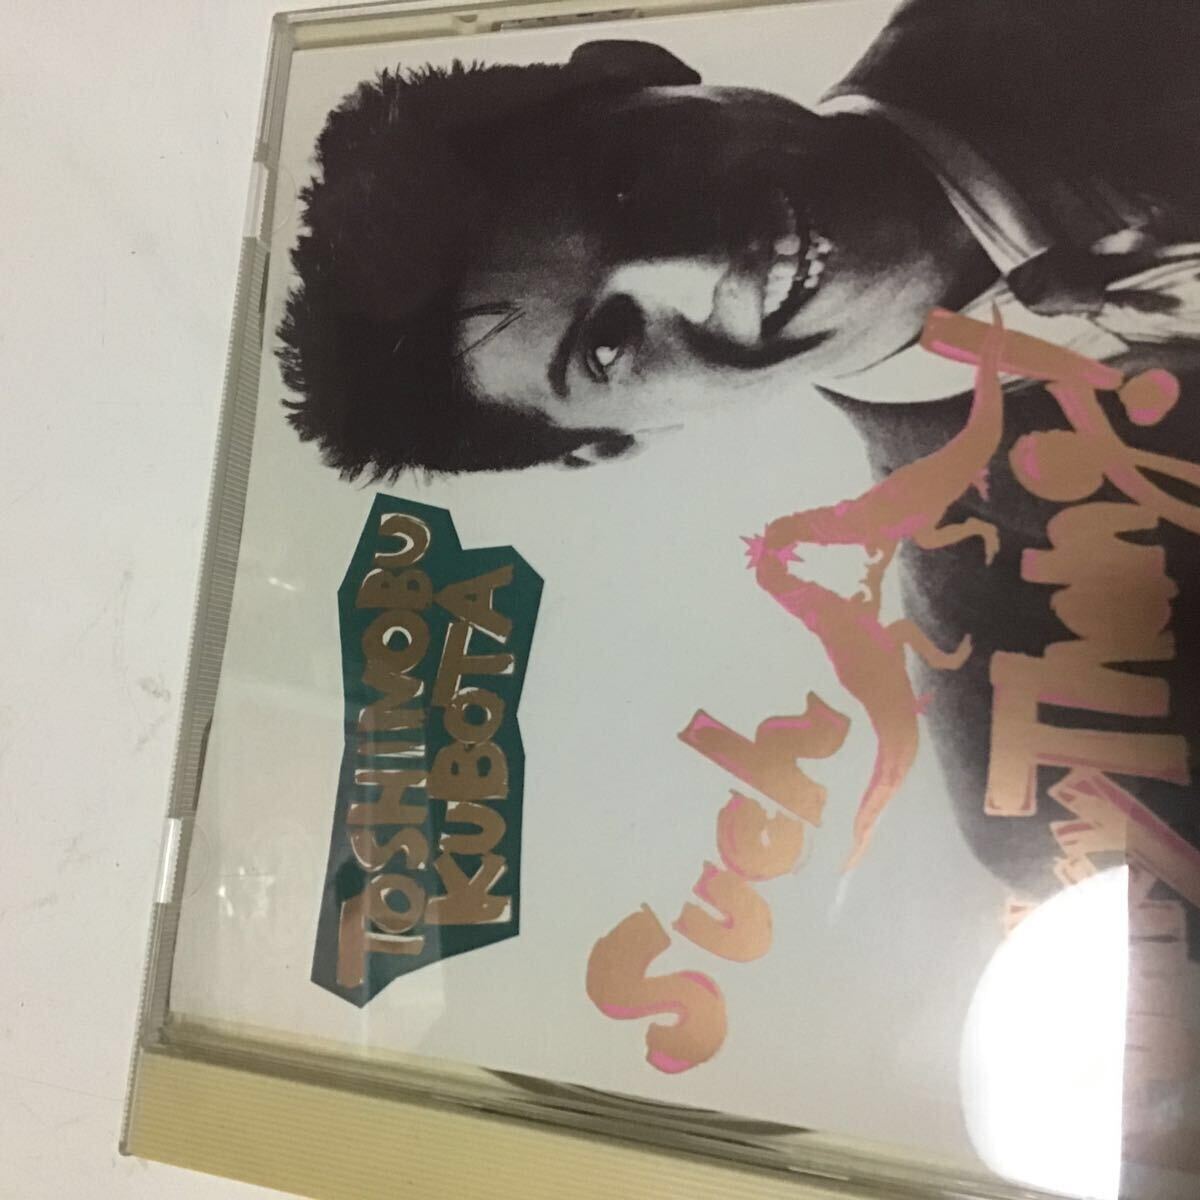 TOSHINOBU
KUBOTA
Such A
Funky Thang!